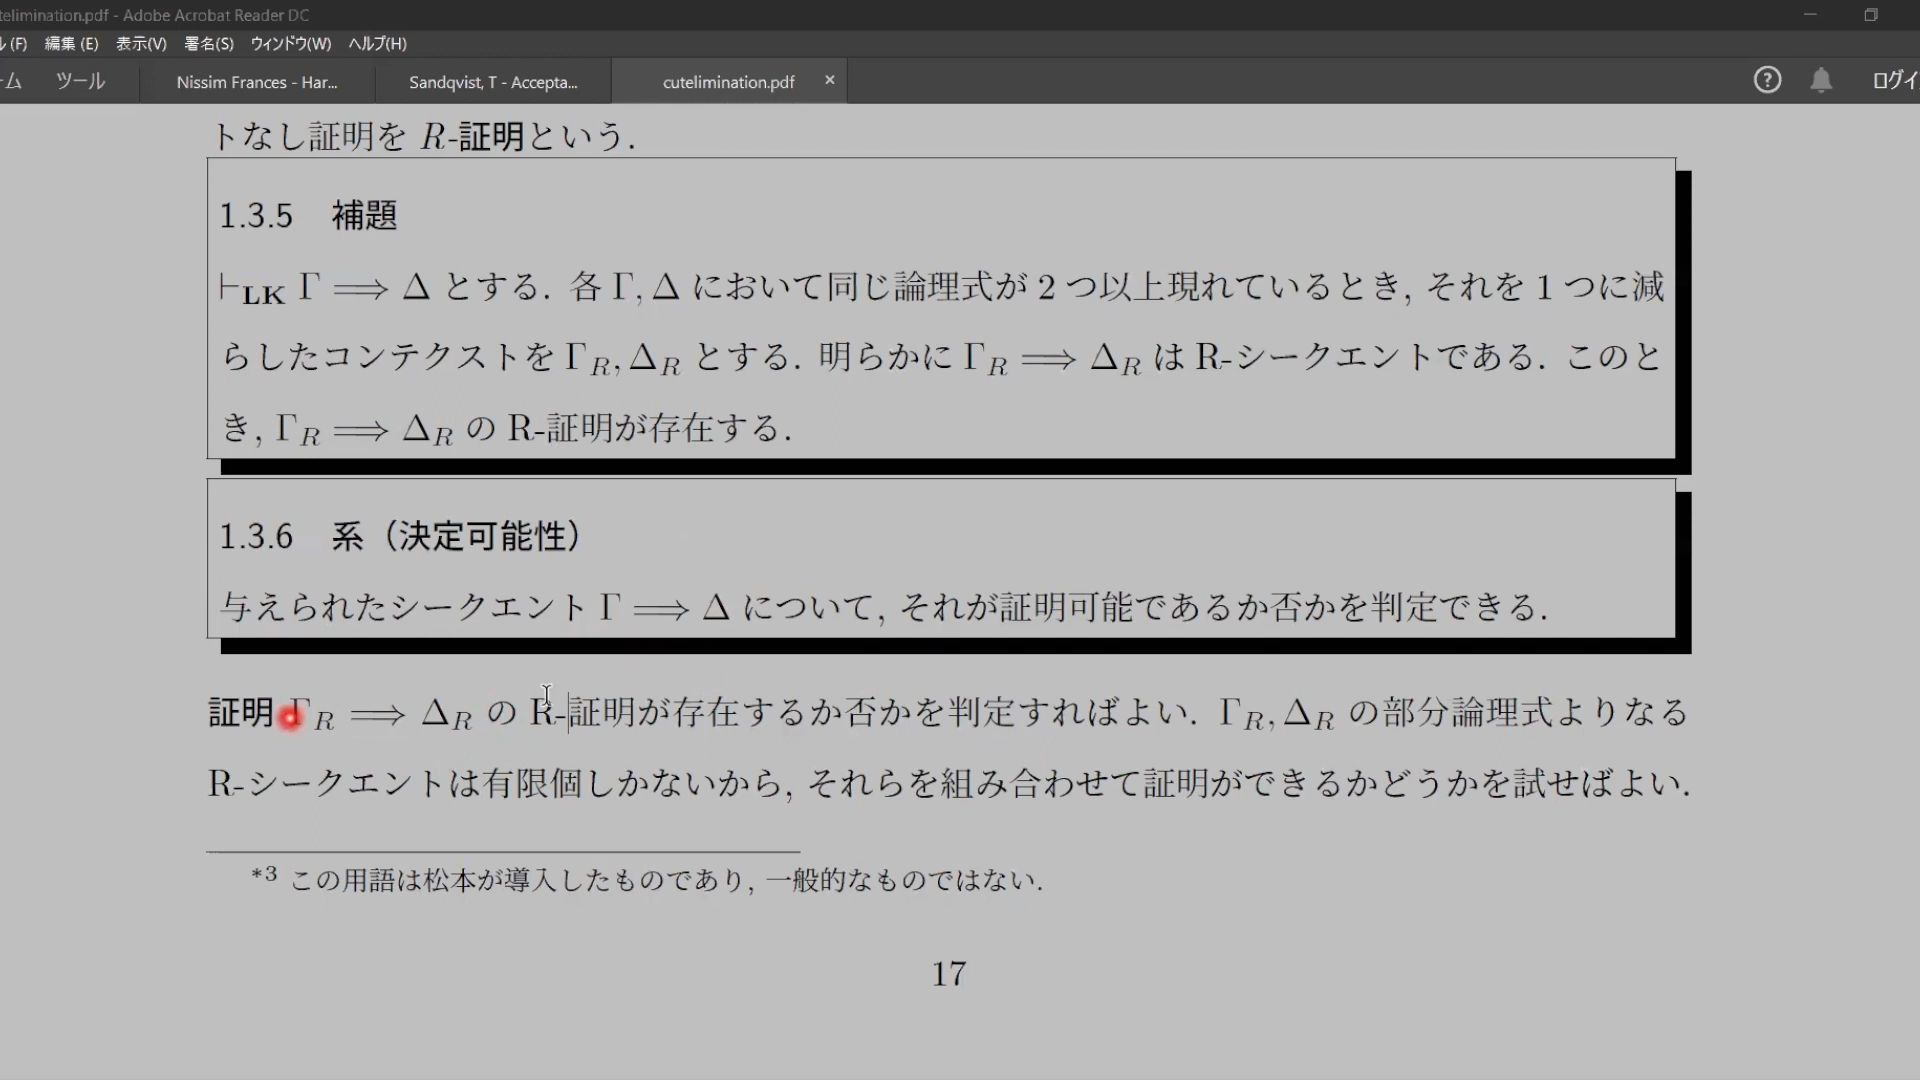 telimination.pdf - Adobe Acrobat Reader DC
ル(F) 編集(E) 表示(V) 署名(S) ウィンドウ(W) ヘルプ(H)
ーム ツール Nissim Frances - Har... Sandqvist, T - Accepta... cutelimination.pdf × ? ログイ
トなし証明を R-証明という.
1.3.5 補題
⊢LK Γ ⟹ Δ とする. 各 Γ, Δ において同じ論理式が 2 つ以上現れているとき, それを 1 つに減
らしたコンテクストを Γ_R, Δ_R とする. 明らかに Γ_R ⟹ Δ_R は R-シークエントである. このと
き, Γ_R ⟹ Δ_R の R-証明が存在する.
1.3.6 系（決定可能性）
与えられたシークエント Γ ⟹ Δ について, それが証明可能であるか否かを判定できる.
証明 Γ_R ⟹ Δ_R の R-証明が存在するか否かを判定すればよい. Γ_R, Δ_R の部分論理式よりなる
R-シークエントは有限個しかないから, それらを組み合わせて証明ができるかどうかを試せばよい.
*3 この用語は松本が導入したものであり, 一般的なものではない.
17